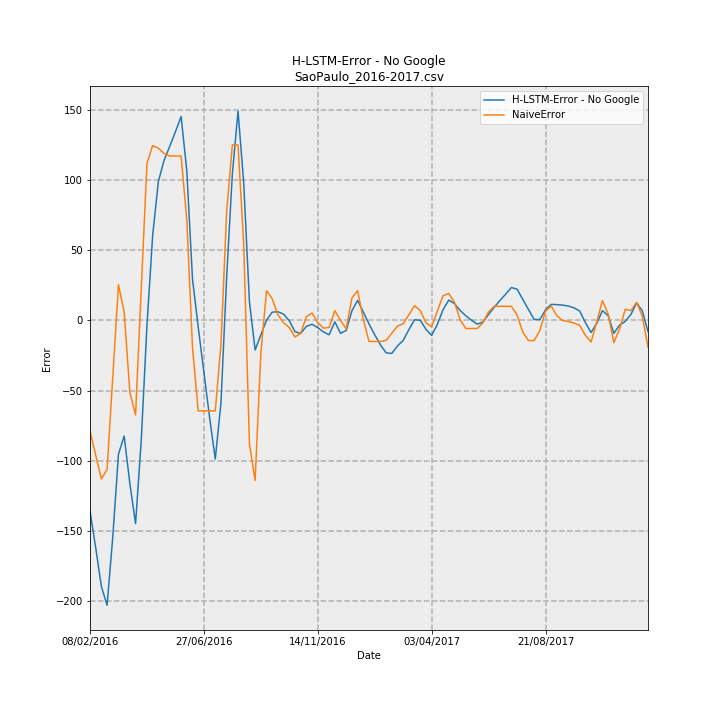 H-LSTM-Error - No Google
SaoPaulo_2016-2017.csv
H-LSTM-Error - No Google
NaiveError
150
100
50
0
−50
−100
−150
−200
Error
08/02/2016
27/06/2016
14/11/2016
03/04/2017
21/08/2017
Date